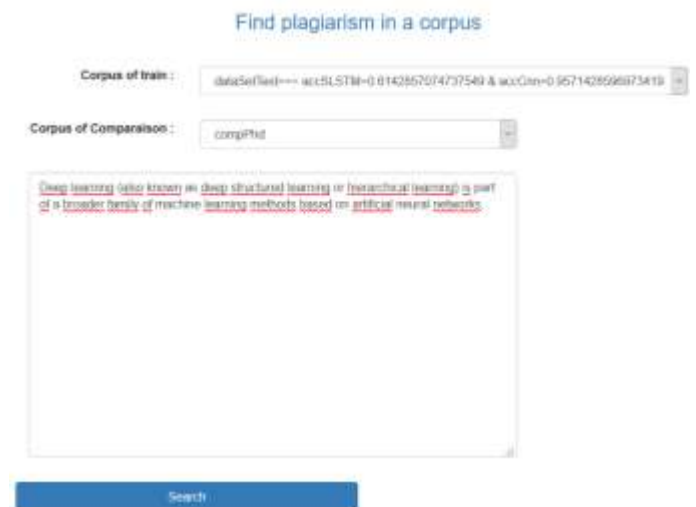 Find plagiarism in a corpus
Corpus of train :
dataSetTest=== accSLSTM=0.6142857074737549 & accCnn=0.9571428596973419
Corpus of Comparaison :
compPhd
Deep learning (also known as deep structured learning or hierarchical learning) is part
of a broader family of machine learning methods based on artificial neural networks.
Search